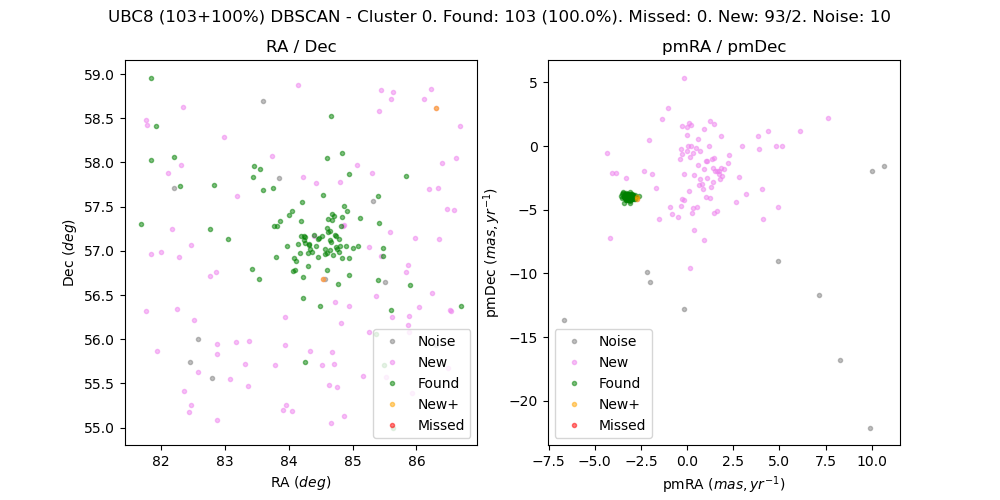 UBC8 (103+100%) DBSCAN - Cluster 0. Found: 103 (100.0%). Missed: 0. New: 93/2. Noise: 10
RA / Dec
59.0
58.5
58.0
57.5
57.0
56.5
56.0
55.5
55.0
Dec (deg)
82 83 84 85 86
RA (deg)
Noise
New
Found
New+
Missed
pmRA / pmDec
5
0
−5
−10
−15
−20
pmDec (mas, yr⁻¹)
−7.5 −5.0 −2.5 0.0 2.5 5.0 7.5 10.0
pmRA (mas, yr⁻¹)
Noise
New
Found
New+
Missed